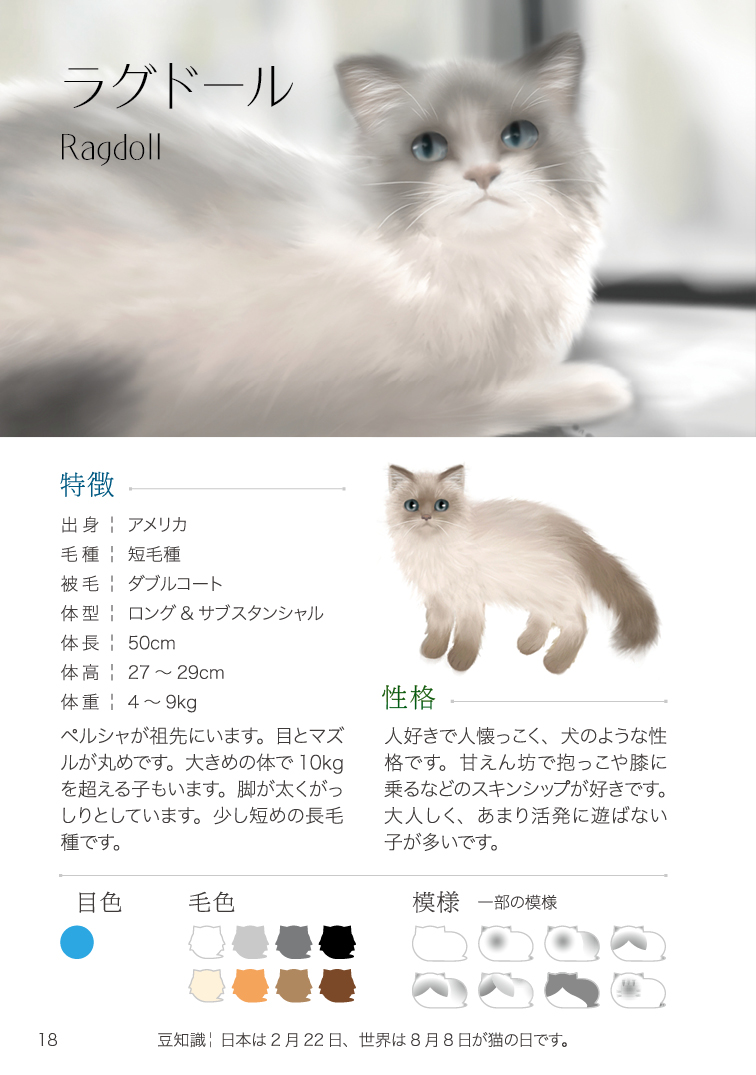 ラグドール
Ragdoll
特徴
出身¦ アメリカ
毛種¦ 短毛種
被毛¦ ダブルコート
体型¦ ロング & サブスタンシャル
体長¦ 50cm
体高¦ 27 〜 29cm
体重¦ 4 〜 9kg
ペルシャが祖先にいます。目とマズ
ルが丸めです。大きめの体で 10kg
を超える子もいます。脚が太くがっ
しりとしています。少し短めの長毛
種です。
性格
人好きで人懐っこく、犬のような性
格です。甘えん坊で抱っこや膝に
乗るなどのスキンシップが好きです。
大人しく、あまり活発に遊ばない
子が多いです。
目色
毛色
模様 一部の模様
18
豆知識¦ 日本は 2 月 22 日、世界は 8 月 8 日が猫の日です。